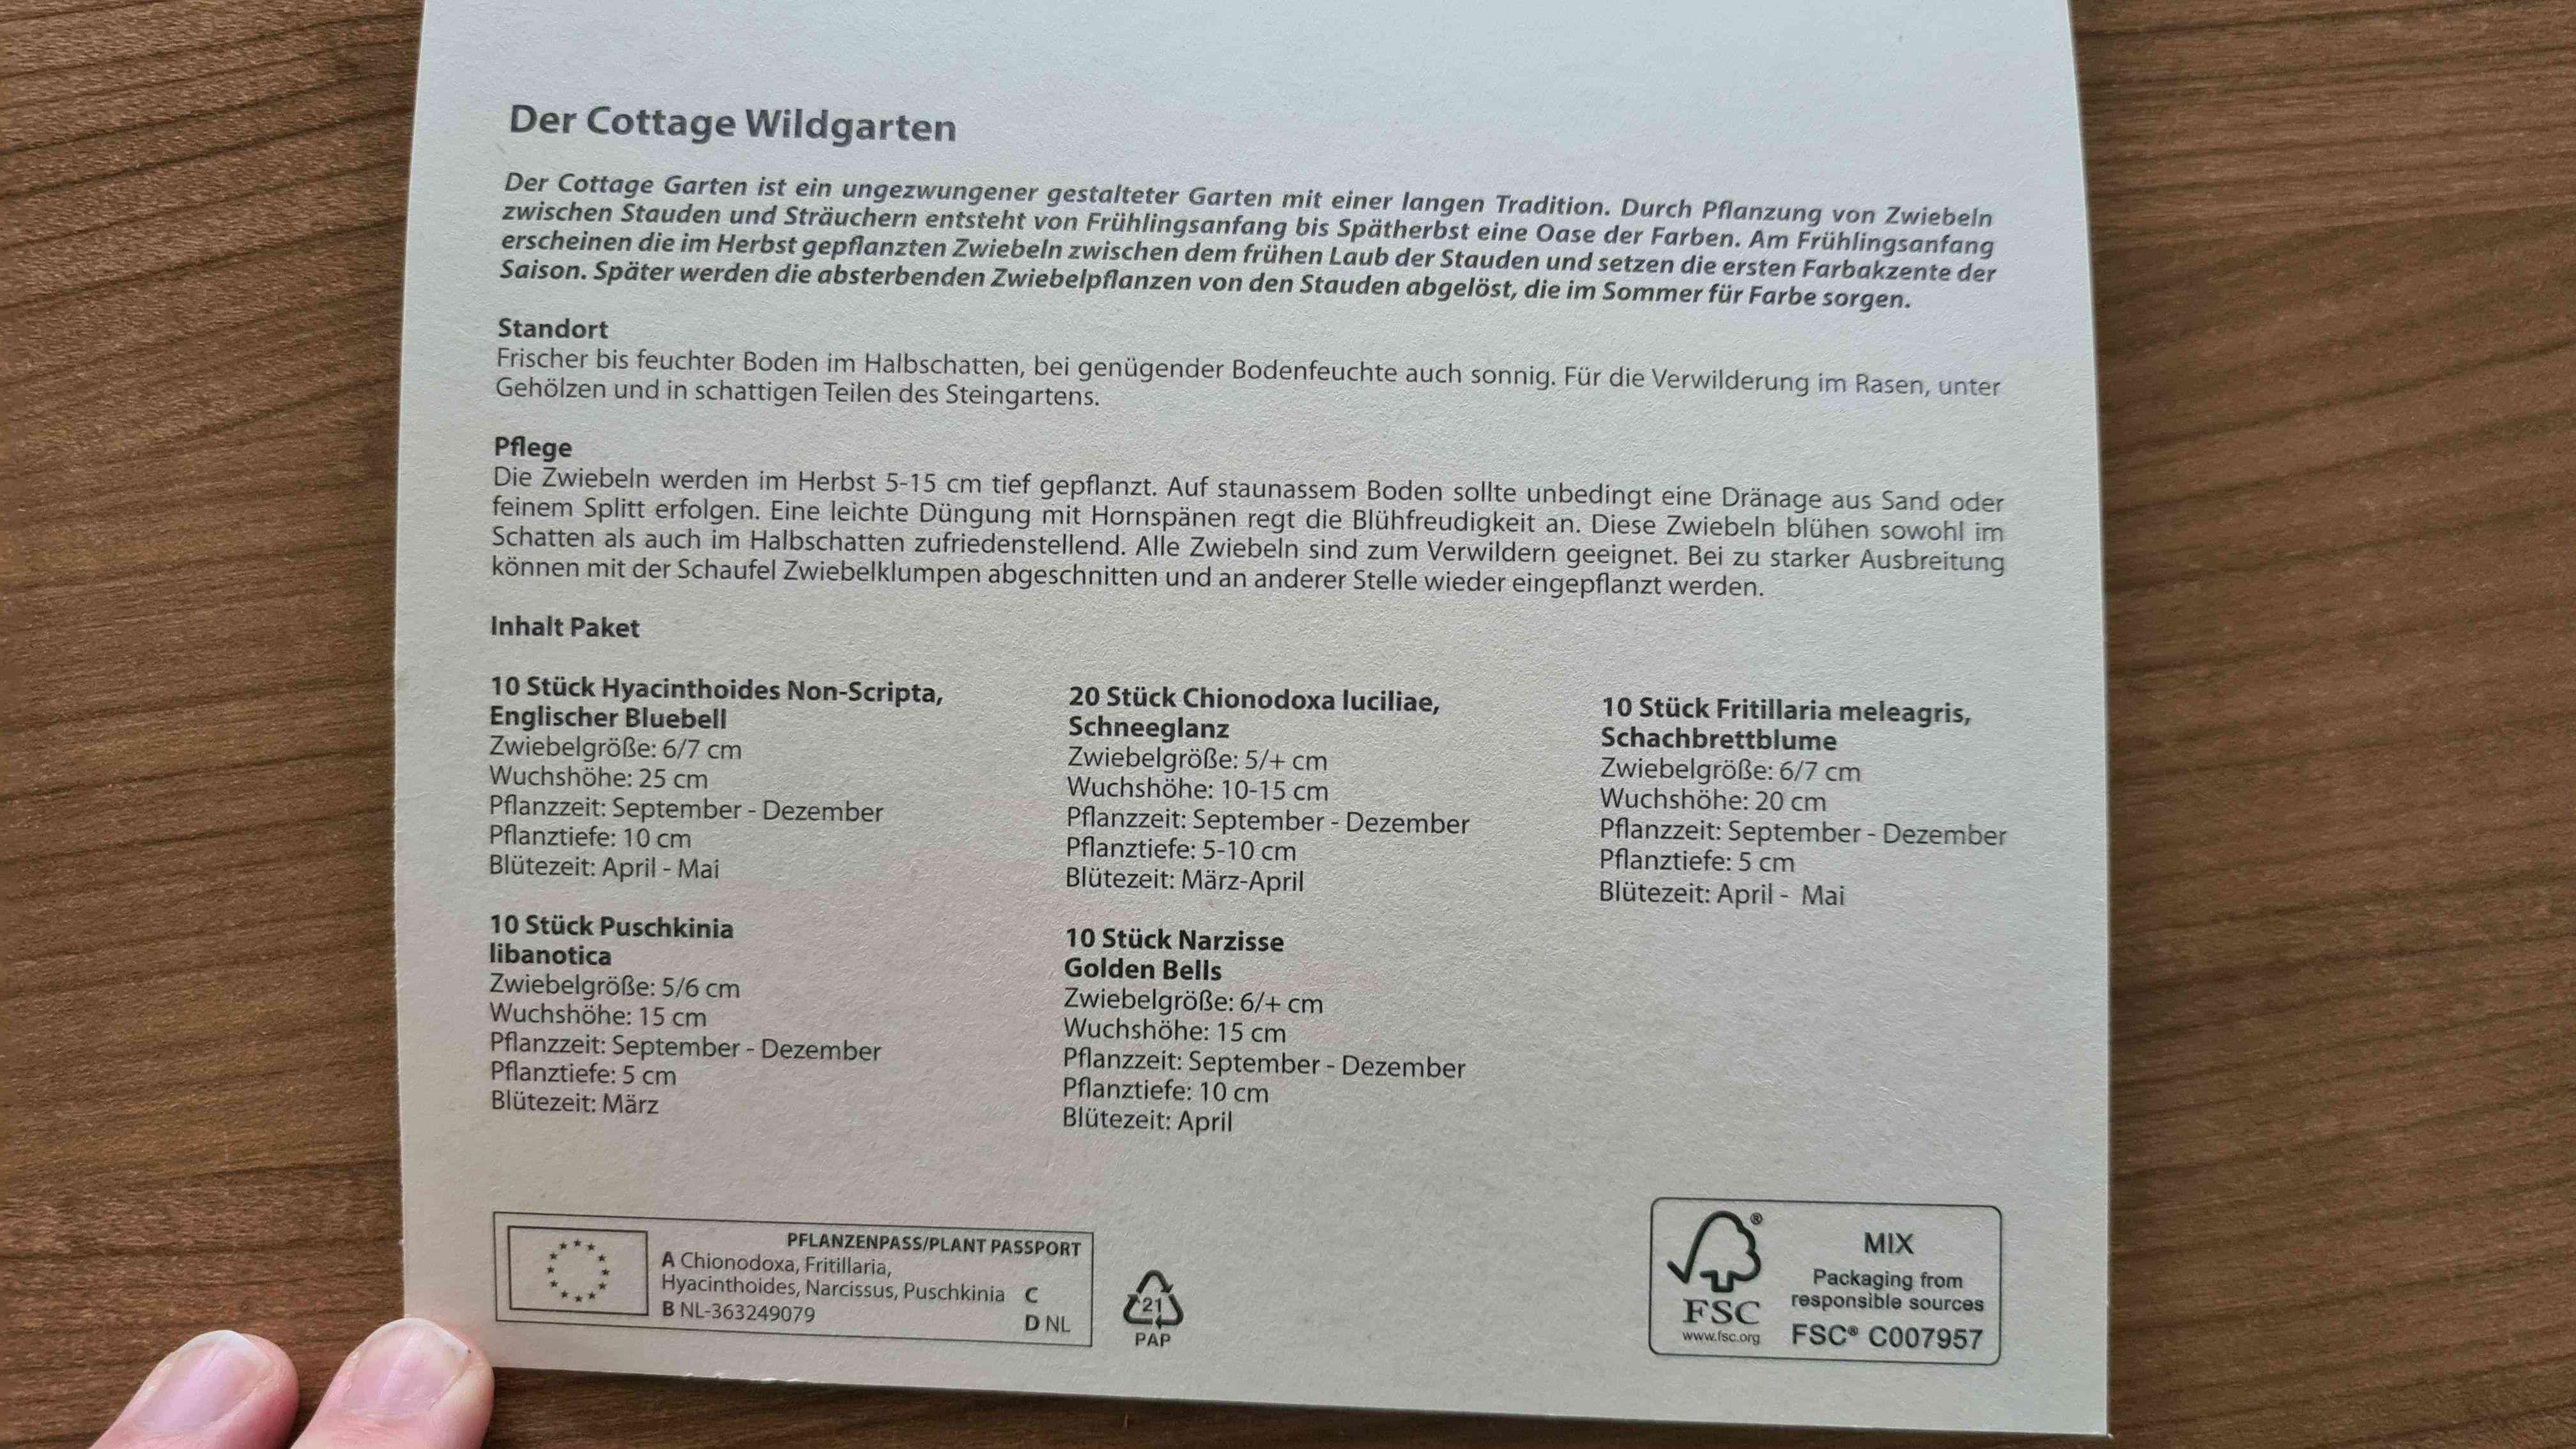 Der Cottage Wildgarten
Der Cottage Garten ist ein ungezwungener gestalteter Garten mit einer langen Tradition. Durch Pflanzung von Zwiebeln
zwischen Stauden und Sträuchern entsteht von Frühlingsanfang bis Spätherbst eine Oase der Farben. Am Frühlingsanfang
erscheinen die im Herbst gepflanzten Zwiebeln zwischen dem frühen Laub der Stauden und setzen die ersten Farbakzente der
Saison. Später werden die absterbenden Zwiebelpflanzen von den Stauden abgelöst, die im Sommer für Farbe sorgen.
Standort
Frischer bis feuchter Boden im Halbschatten, bei genügender Bodenfeuchte auch sonnig. Für die Verwilderung im Rasen, unter
Gehölzen und in schattigen Teilen des Steingartens.
Pflege
Die Zwiebeln werden im Herbst 5-15 cm tief gepflanzt. Auf staunassem Boden sollte unbedingt eine Dränage aus Sand oder
feinem Splitt erfolgen. Eine leichte Düngung mit Hornspänen regt die Blühfreudigkeit an. Diese Zwiebeln blühen sowohl im
Schatten als auch im Halbschatten zufriedenstellend. Alle Zwiebeln sind zum Verwildern geeignet. Bei zu starker Ausbreitung
können mit der Schaufel Zwiebelklumpen abgeschnitten und an anderer Stelle wieder eingepflanzt werden.
Inhalt Paket
10 Stück Hyacinthoides Non-Scripta,
Englischer Bluebell
Zwiebelgröße: 6/7 cm
Wuchshöhe: 25 cm
Pflanzzeit: September - Dezember
Pflanztiefe: 10 cm
Blütezeit: April - Mai
20 Stück Chionodoxa luciliae,
Schneeglanz
Zwiebelgröße: 5/+ cm
Wuchshöhe: 10-15 cm
Pflanzzeit: September - Dezember
Pflanztiefe: 5-10 cm
Blütezeit: März-April
10 Stück Fritillaria meleagris,
Schachbrettblume
Zwiebelgröße: 6/7 cm
Wuchshöhe: 20 cm
Pflanzzeit: September - Dezember
Pflanztiefe: 5 cm
Blütezeit: April - Mai
10 Stück Puschkinia
libanotica
Zwiebelgröße: 5/6 cm
Wuchshöhe: 15 cm
Pflanzzeit: September - Dezember
Pflanztiefe: 5 cm
Blütezeit: März
10 Stück Narzisse
Golden Bells
Zwiebelgröße: 6/+ cm
Wuchshöhe: 15 cm
Pflanzzeit: September - Dezember
Pflanztiefe: 10 cm
Blütezeit: April
PFLANZENPASS/PLANT PASSPORT
A Chionodoxa, Fritillaria,
Hyacinthoides, Narcissus, Puschkinia C
B NL-363249079
D NL
21
PAP
®
FSC
www.fsc.org
MIX
Packaging from
responsible sources
FSC® C007957